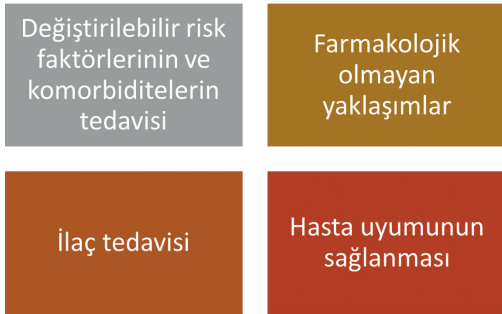 Değiştirilebilir risk
faktörlerinin ve
komorbiditelerin
tedavisi
Farmakolojik
olmayan
yaklaşımlar
İlaç tedavisi
Hasta uyumunun
sağlanması